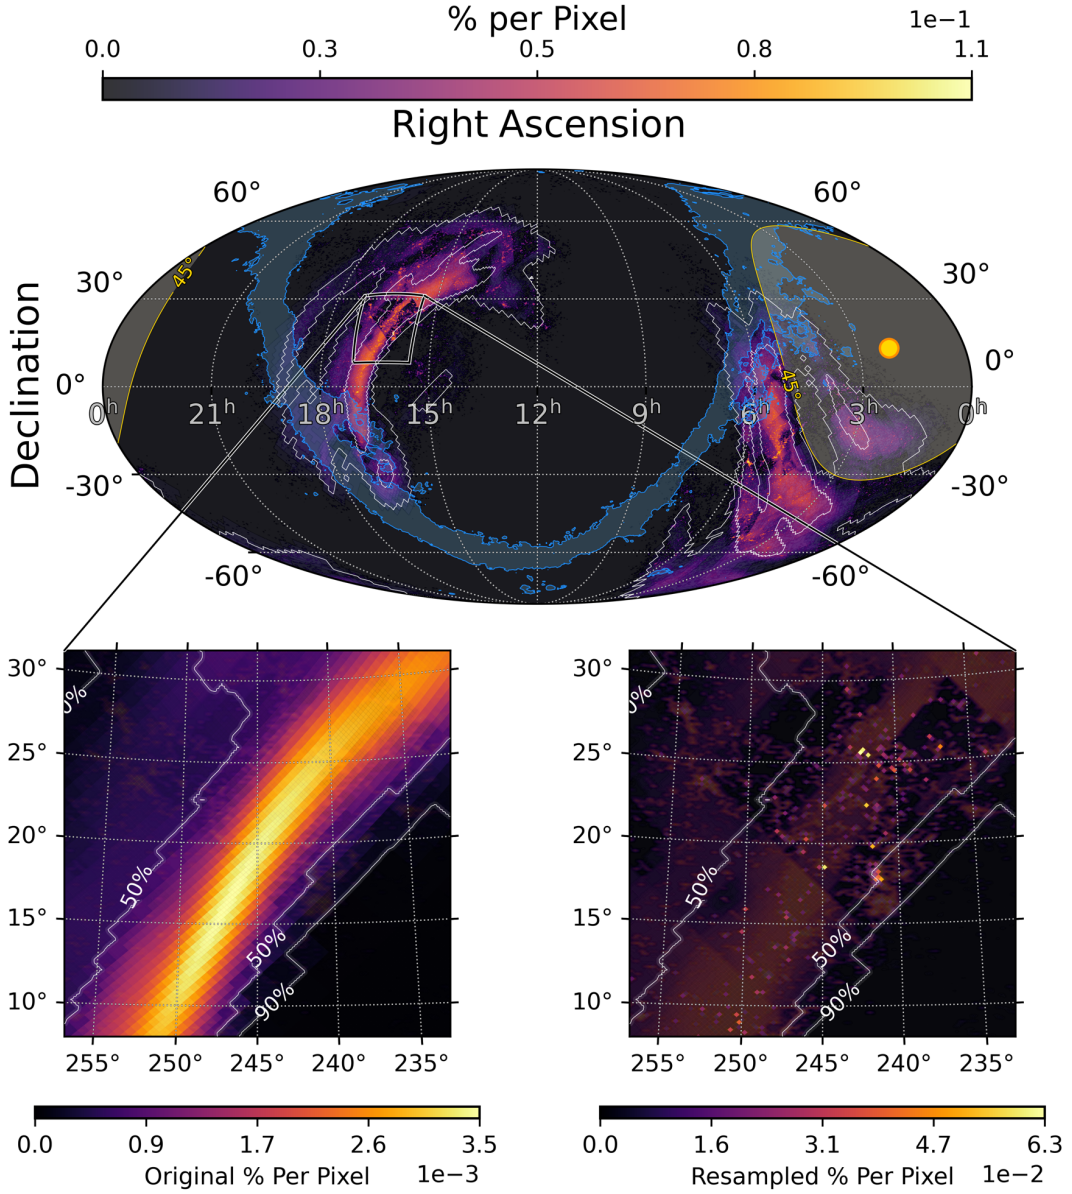 % per Pixel
1e−1
0.0 0.3 0.5 0.8 1.1
Right Ascension
60° 60°
45°
30° 30°
Declination
0° 0°
45°
0h 21h 18h 15h 12h 9h 6h 3h 0h
-30° -30°
-60° -60°
30° 30°
0% 0%
25° 25°
20° 20°
50% 50%
15° 15°
50% 50%
90% 90%
10° 10°
255° 250° 245° 240° 235° 255° 250° 245° 240° 235°
0.0 0.9 1.7 2.6 3.5 0.0 1.6 3.1 4.7 6.3
Original % Per Pixel 1e−3 Resampled % Per Pixel 1e−2